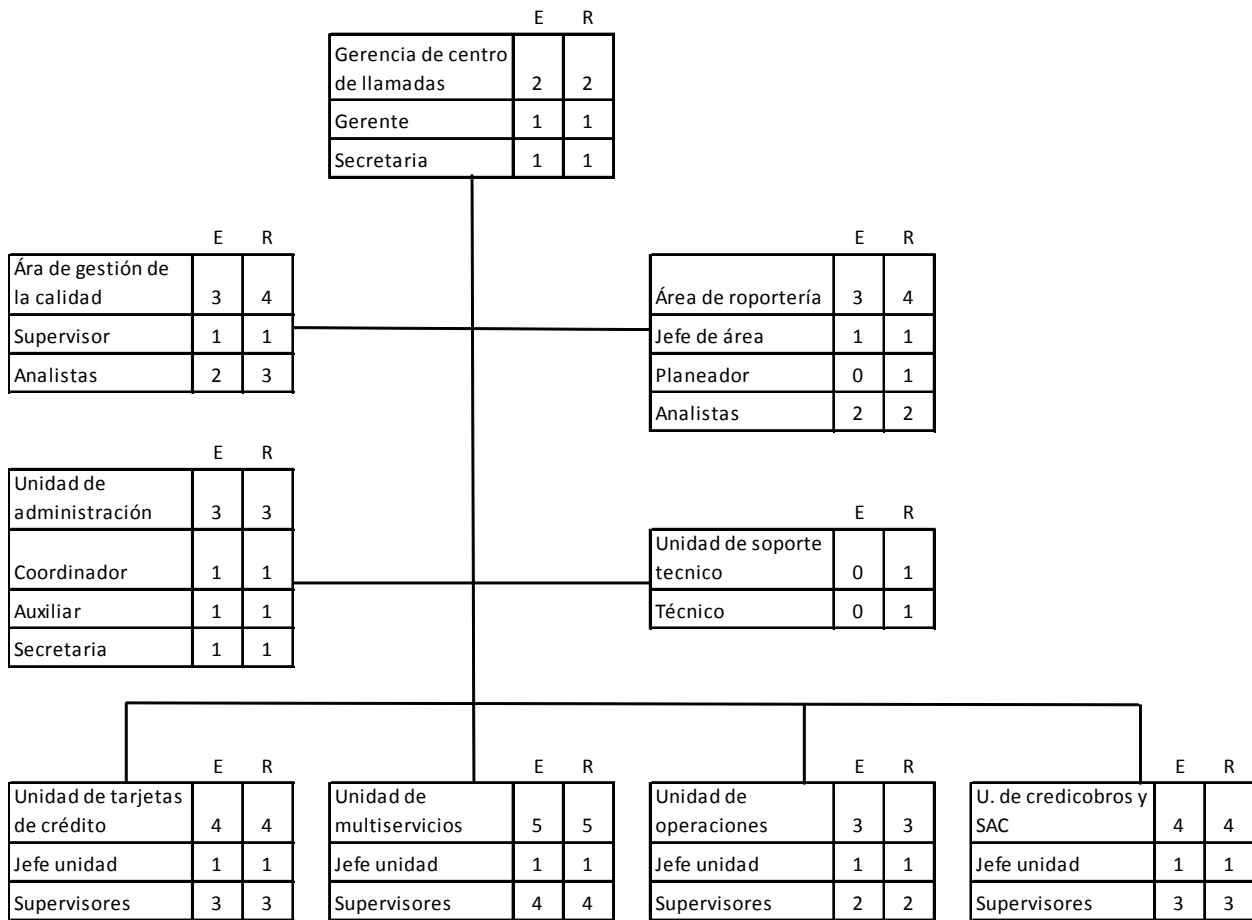 E R
Gerencia de centro
de llamadas 2 2
Gerente 1 1
Secretaria 1 1
E R
Ára de gestión de
la calidad 3 4
Supervisor 1 1
Analistas 2 3
E R
Área de roportería 3 4
Jefe de área 1 1
Planeador 0 1
Analistas 2 2
E R
Unidad de
administración 3 3
Coordinador 1 1
Auxiliar 1 1
Secretaria 1 1
E R
Unidad de soporte
tecnico 0 1
Técnico 0 1
E R
Unidad de tarjetas
de crédito 4 4
Jefe unidad 1 1
Supervisores 3 3
E R
Unidad de
multiservicios 5 5
Jefe unidad 1 1
Supervisores 4 4
E R
Unidad de
operaciones 3 3
Jefe unidad 1 1
Supervisores 2 2
E R
U. de credicobros y
SAC 4 4
Jefe unidad 1 1
Supervisores 3 3